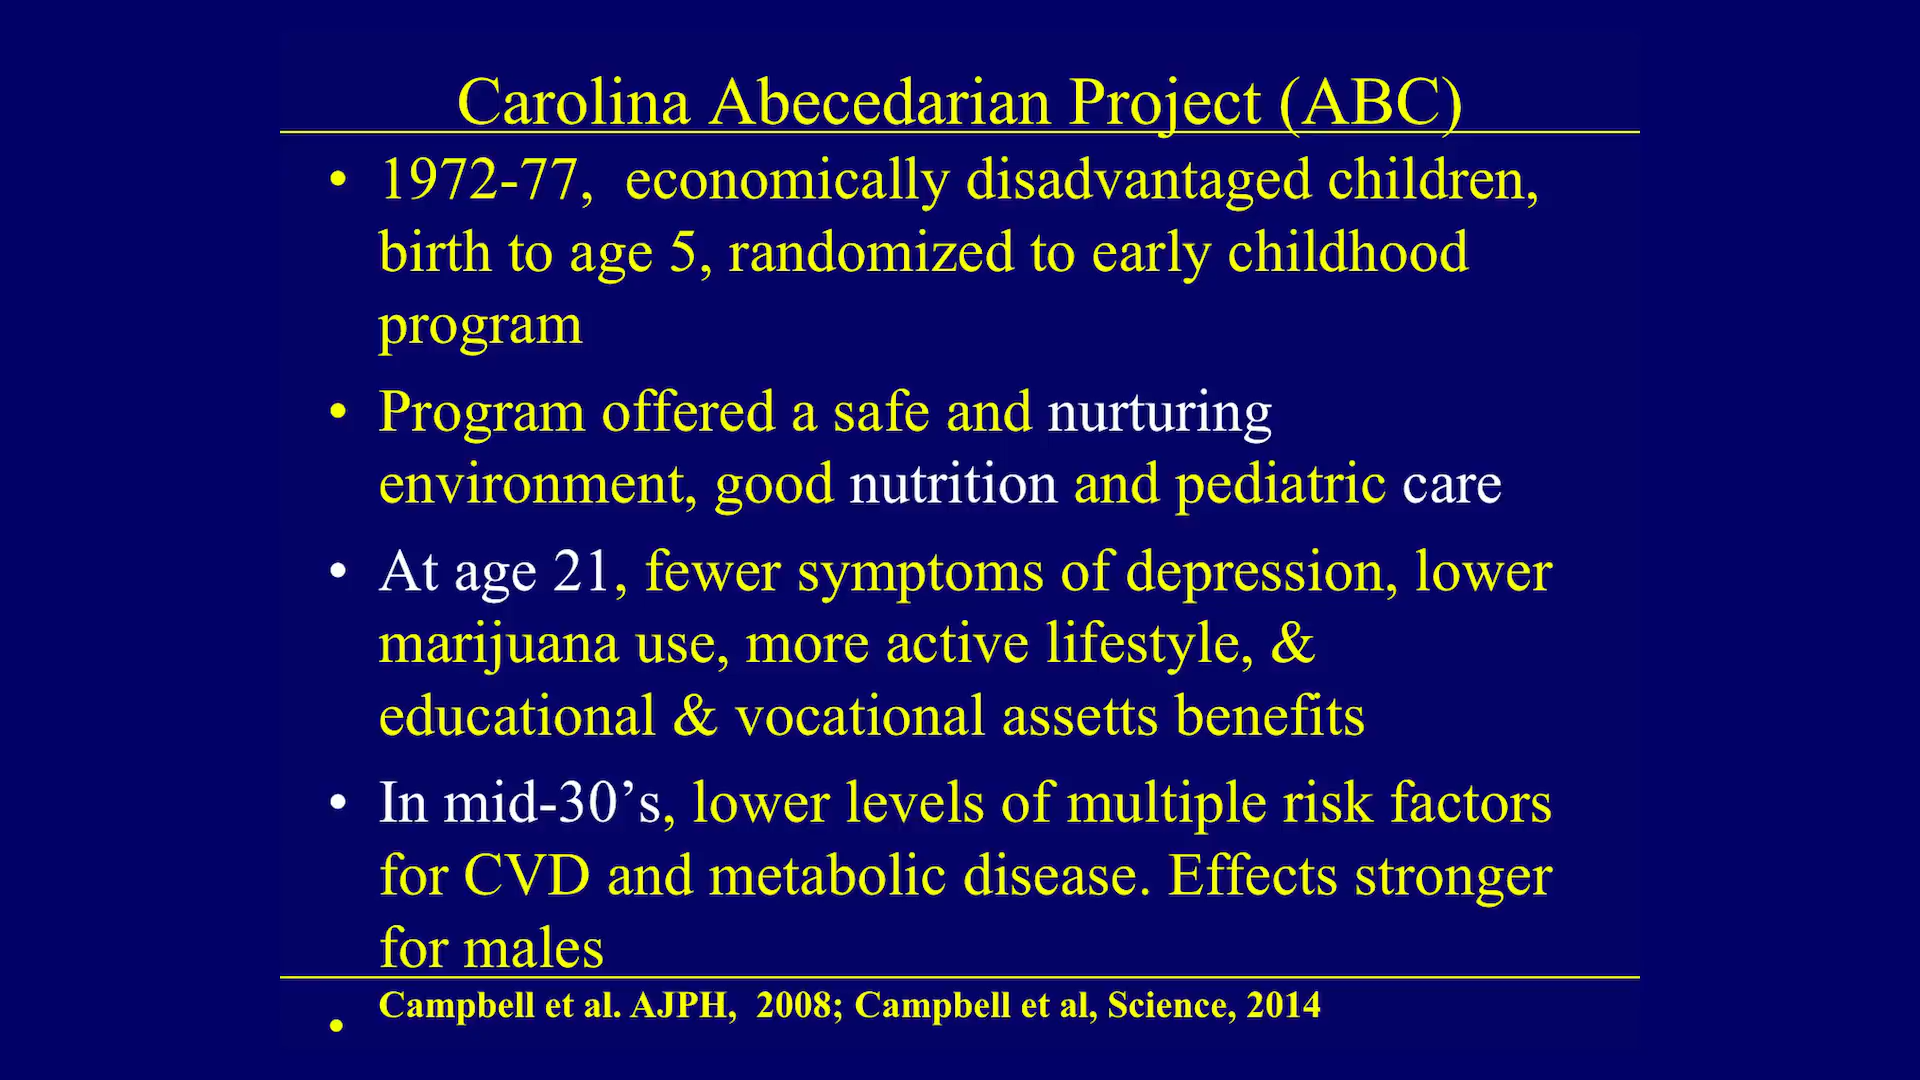 Carolina Abecedarian Project (ABC)
• 1972-77,  economically disadvantaged children,
birth to age 5, randomized to early childhood
program
• Program offered a safe and nurturing
environment, good nutrition and pediatric care
• At age 21, fewer symptoms of depression, lower
marijuana use, more active lifestyle, &
educational & vocational assetts benefits
• In mid-30’s, lower levels of multiple risk factors
for CVD and metabolic disease. Effects stronger
for males
• Campbell et al. AJPH,  2008; Campbell et al, Science, 2014